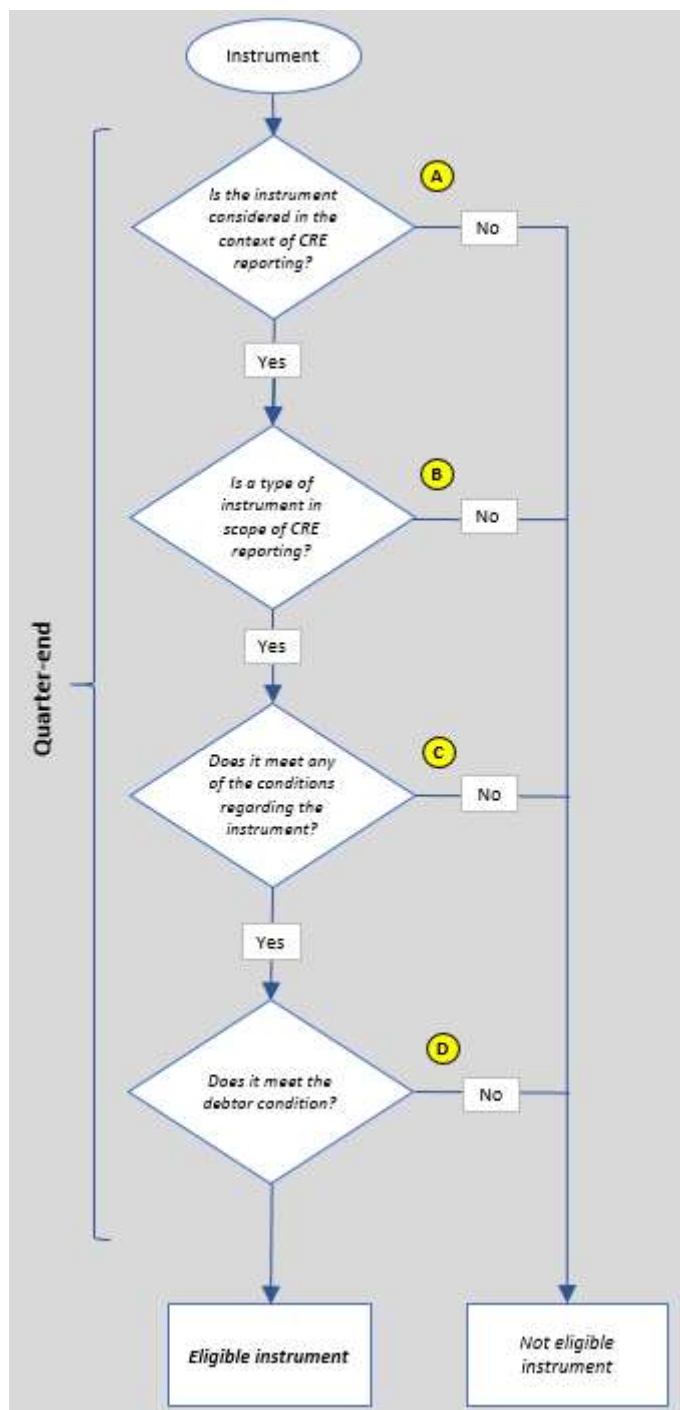 Instrument
Is the instrument
considered in the
context of CRE
reporting?
A
No
Yes
Is a type of
instrument in
scope of CRE
reporting?
B
No
Yes
Quarter-end
Does it meet any
of the conditions
regarding the
instrument?
C
No
Yes
Does it meet the
debtor condition?
D
No
Eligible instrument
Not eligible
instrument